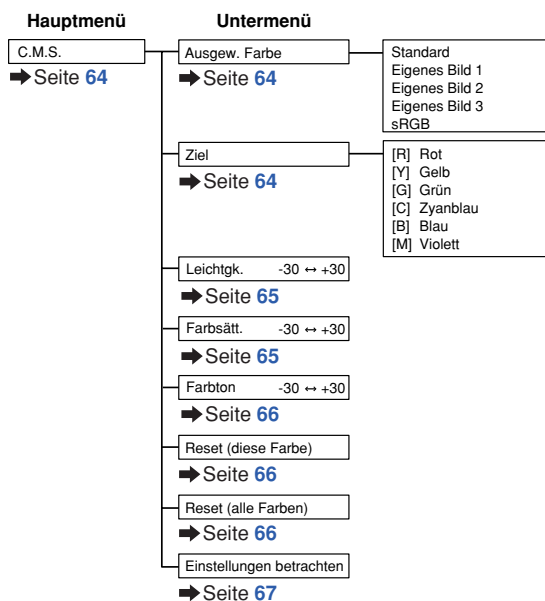 Hauptmenü Untermenü
C.M.S.
➡ Seite 64
Ausgew. Farbe
➡ Seite 64
Standard
Eigenes Bild 1
Eigenes Bild 2
Eigenes Bild 3
sRGB
Ziel
➡ Seite 64
[R] Rot
[Y] Gelb
[G] Grün
[C] Zyanblau
[B] Blau
[M] Violett
Leichtgk. -30 ↔ +30
➡ Seite 65
Farbsätt. -30 ↔ +30
➡ Seite 65
Farbton -30 ↔ +30
➡ Seite 66
Reset (diese Farbe)
➡ Seite 66
Reset (alle Farben)
➡ Seite 66
Einstellungen betrachten
➡ Seite 67